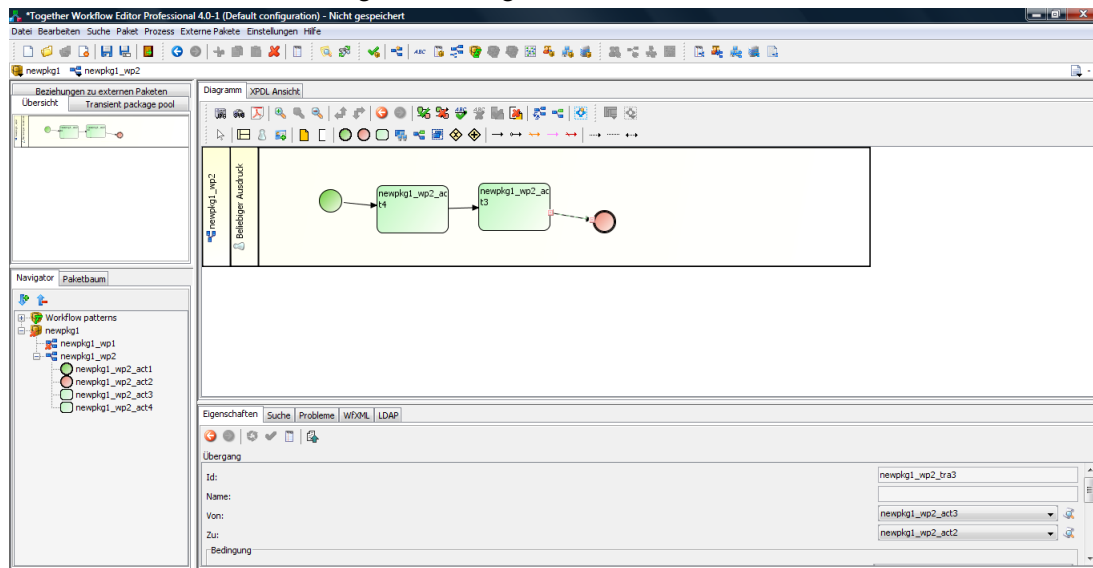 *Together Workflow Editor Professional 4.0-1 (Default configuration) - Nicht gespeichert
Datei Bearbeiten Suche Paket Prozess Externe Pakete Einstellungen Hilfe
ABC
newpkg1 newpkg1_wp2
Beziehungen zu externen Paketen
Übersicht Transient package pool
Diagramm XPDL Ansicht
newpkg1_wp2
Beliebiger Ausdruck
newpkg1_wp2_ac
t4
newpkg1_wp2_ac
t3
Navigator Paketbaum
Workflow patterns
newpkg1
newpkg1_wp1
newpkg1_wp2
newpkg1_wp2_act1
newpkg1_wp2_act2
newpkg1_wp2_act3
newpkg1_wp2_act4
Eigenschaften Suche Probleme WfXML LDAP
Übergang
Id: newpkg1_wp2_tra3
Name:
Von: newpkg1_wp2_act3
Zu: newpkg1_wp2_act2
Bedingung